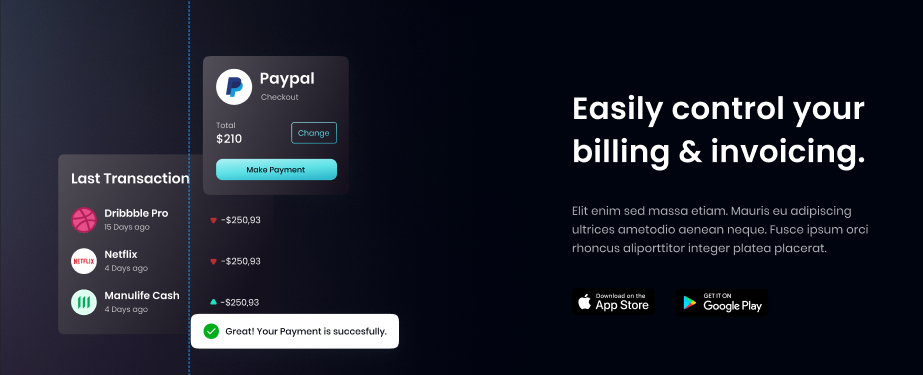 Paypal
Checkout
Total
$210
Change
Make Payment
Last Transaction
Dribbble Pro
15 Days ago
-$250,93
Netflix
4 Days ago
-$250,93
NETFLIX
Manulife Cash
4 Days ago
-$250,93
Great! Your Payment is succesfully.
Easily control your
billing & invoicing.
Elit enim sed massa etiam. Mauris eu adipiscing
ultrices ametodio aenean neque. Fusce ipsum orci
rhoncus aliporttitor integer platea placerat.
Download on the
App Store
GET IT ON
Google Play